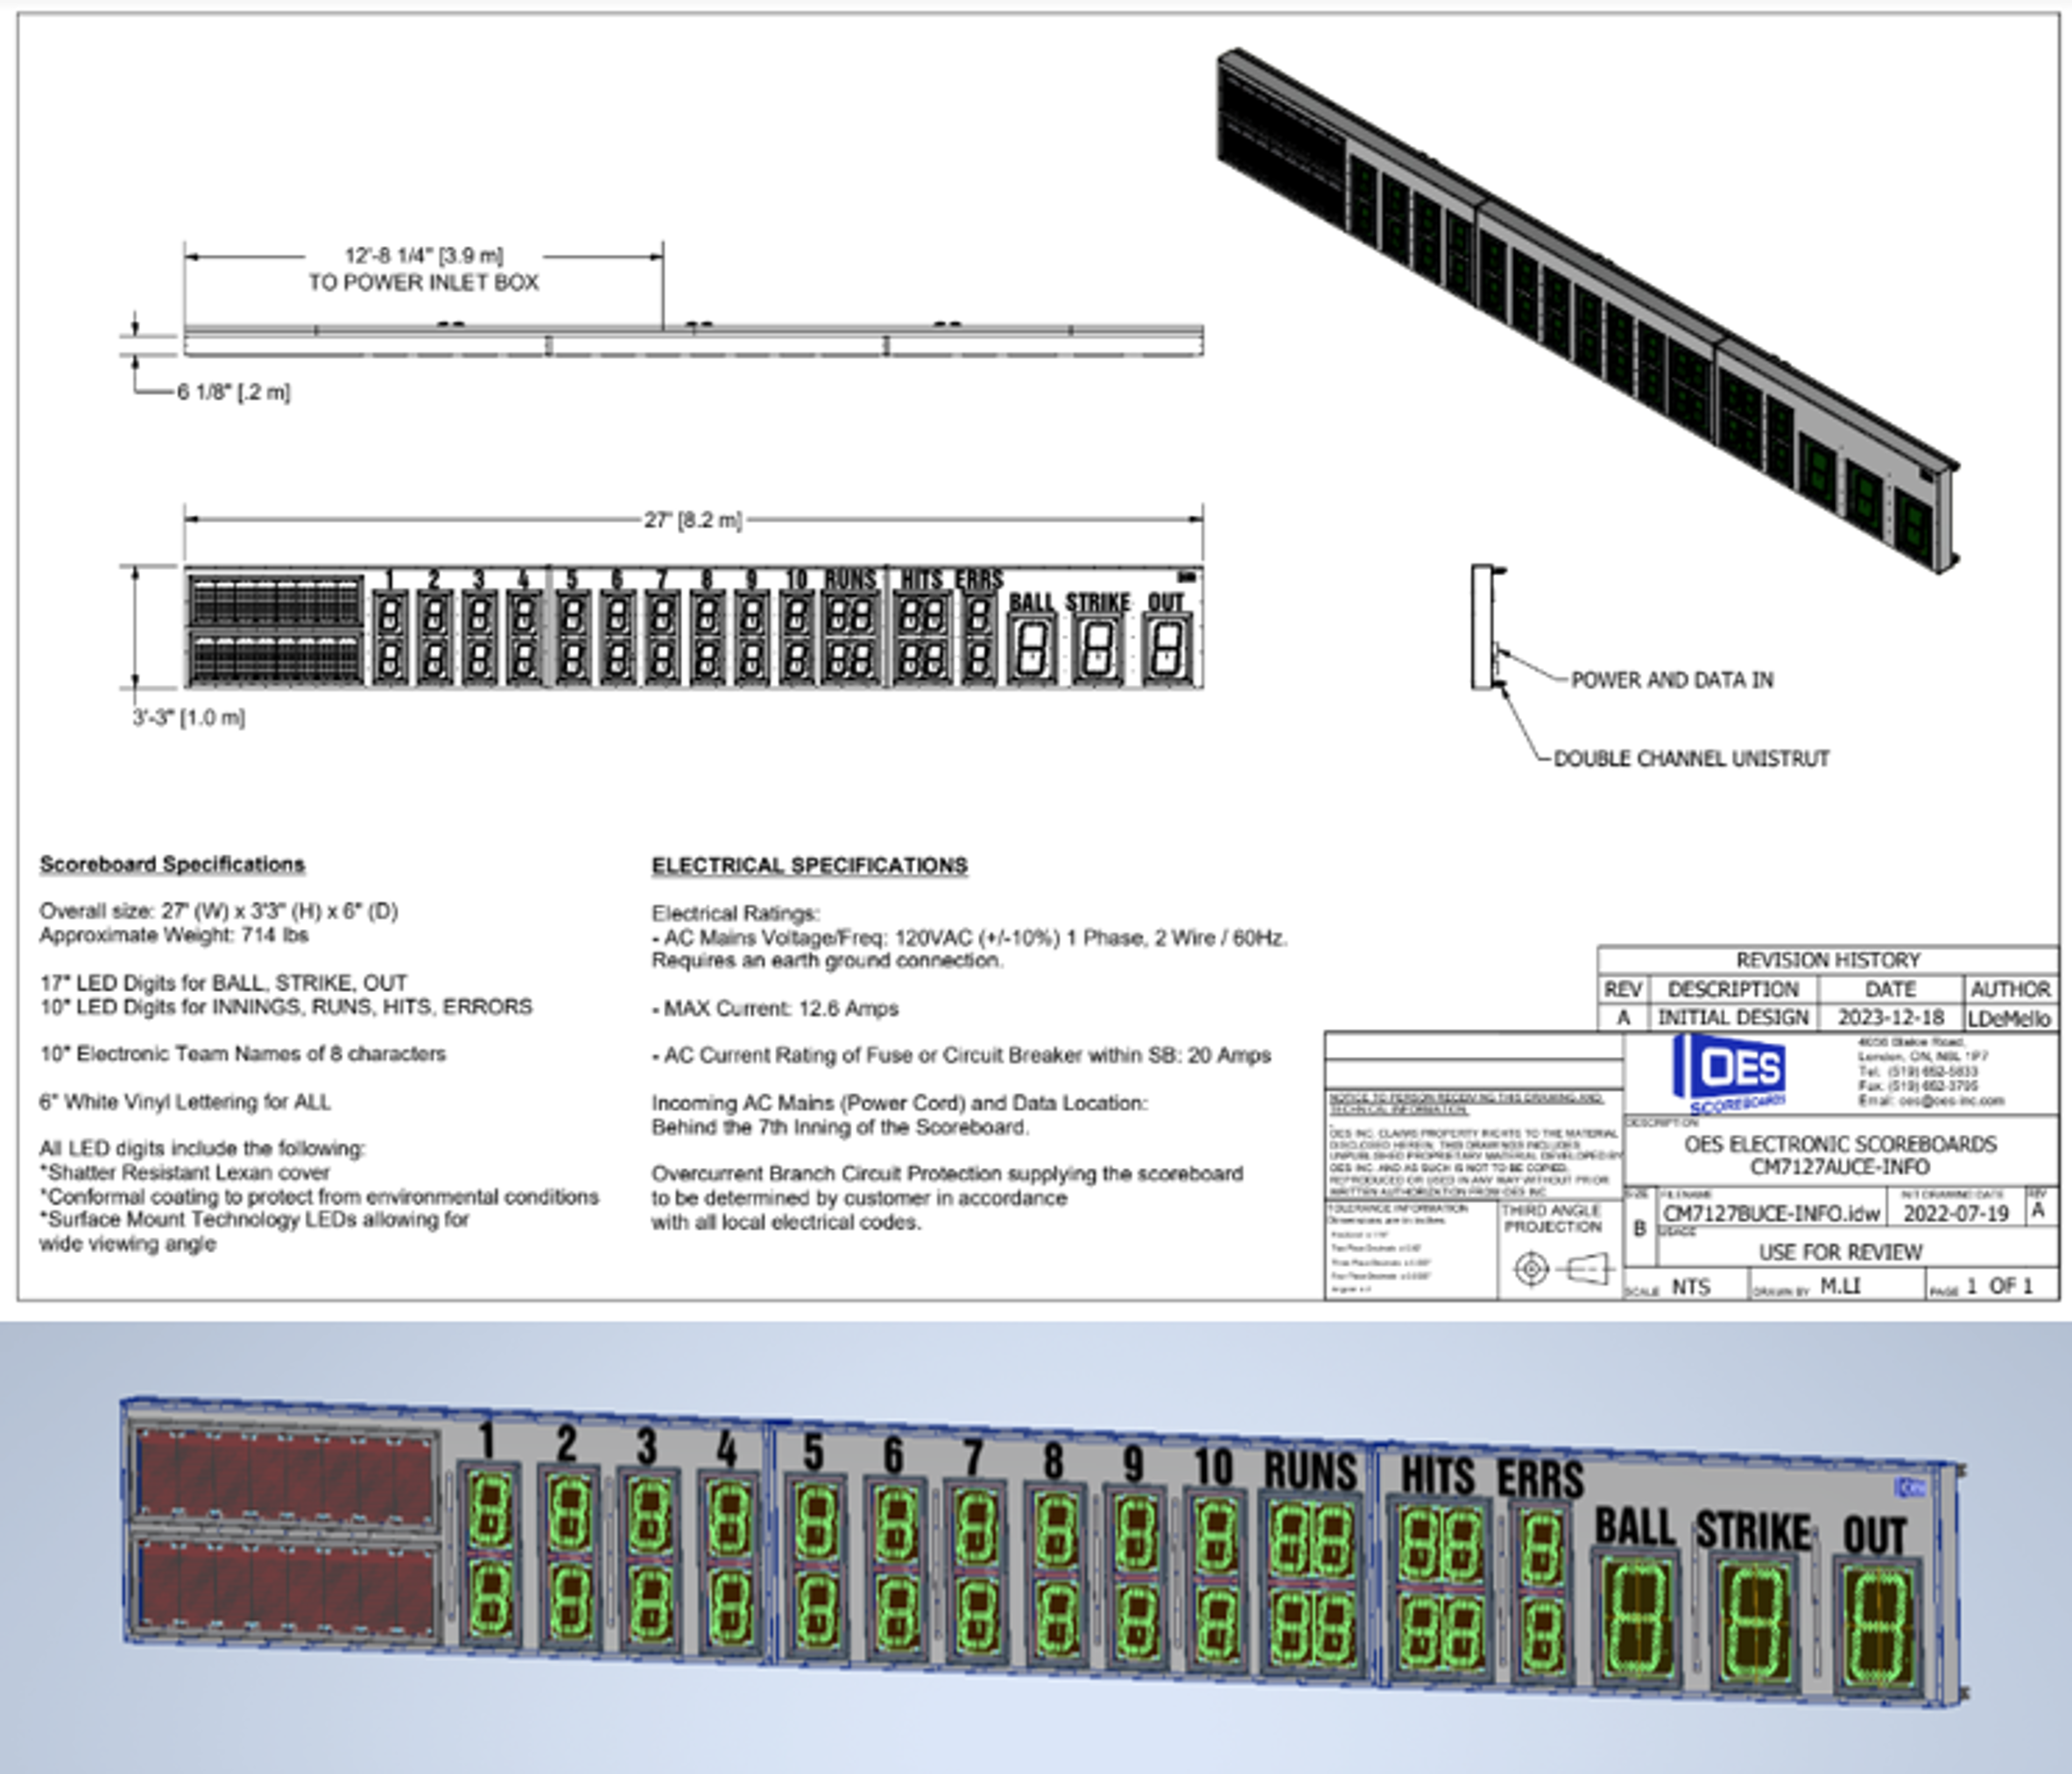 12'-8 1/4" [3.9 m]
TO POWER INLET BOX
6 1/8" [.2 m]
27' [8.2 m]
1 2 3 4 5 6 7 8 9 10 RUNS HITS ERRS
BALL STRIKE OUT
3'-3" [1.0 m]
POWER AND DATA IN
DOUBLE CHANNEL UNISTRUT
Scoreboard Specifications
Overall size: 27' (W) x 3'3" (H) x 6" (D)
Approximate Weight: 714 lbs
17" LED Digits for BALL, STRIKE, OUT
10" LED Digits for INNINGS, RUNS, HITS, ERRORS
10" Electronic Team Names of 8 characters
6" White Vinyl Lettering for ALL
All LED digits include the following:
*Shatter Resistant Lexan cover
*Conformal coating to protect from environmental conditions
*Surface Mount Technology LEDs allowing for
wide viewing angle
ELECTRICAL SPECIFICATIONS
Electrical Ratings:
- AC Mains Voltage/Freq: 120VAC (+/-10%) 1 Phase, 2 Wire / 60Hz.
Requires an earth ground connection.
- MAX Current: 12.6 Amps
- AC Current Rating of Fuse or Circuit Breaker within SB: 20 Amps
Incoming AC Mains (Power Cord) and Data Location:
Behind the 7th Inning of the Scoreboard.
Overcurrent Branch Circuit Protection supplying the scoreboard
to be determined by customer in accordance
with all local electrical codes.
REVISION HISTORY
REV DESCRIPTION DATE AUTHOR
A INITIAL DESIGN 2023-12-18 LDeMello
OES
SCOREBOARDS
4056 Blakie Road,
London, ON, N6L 1P7
Tel. (519) 652-5833
Fax. (519) 652-3795
Email: oes@oes-inc.com
NOTICE TO PERSON RECEIVING THIS DRAWING AND
TECHNICAL INFORMATION
OES INC. CLAIMS PROPERTY RIGHTS TO THE MATERIAL
DISCLOSED HEREIN. THIS DRAWING INCLUDES
UNPUBLISHED PROPRIETARY MATERIAL DEVELOPED BY
OES INC. AND AS SUCH IS NOT TO BE COPIED,
REPRODUCED OR USED IN ANY WAY WITHOUT PRIOR
WRITTEN AUTHORIZATION FROM OES INC
DESCRIPTION
OES ELECTRONIC SCOREBOARDS
CM7127AUCE-INFO
TOLERANCE INFORMATION
Dimensions are in inches
THIRD ANGLE
PROJECTION
SIZE
B
FILENAME
CM7127BUCE-INFO.idw
INIT DRAWING DATE
2022-07-19
REV
A
USAGE
USE FOR REVIEW
SCALE NTS
DRAWN BY M.LI
PAGE 1 OF 1
1 2 3 4 5 6 7 8 9 10 RUNS HITS ERRS
BALL STRIKE OUT